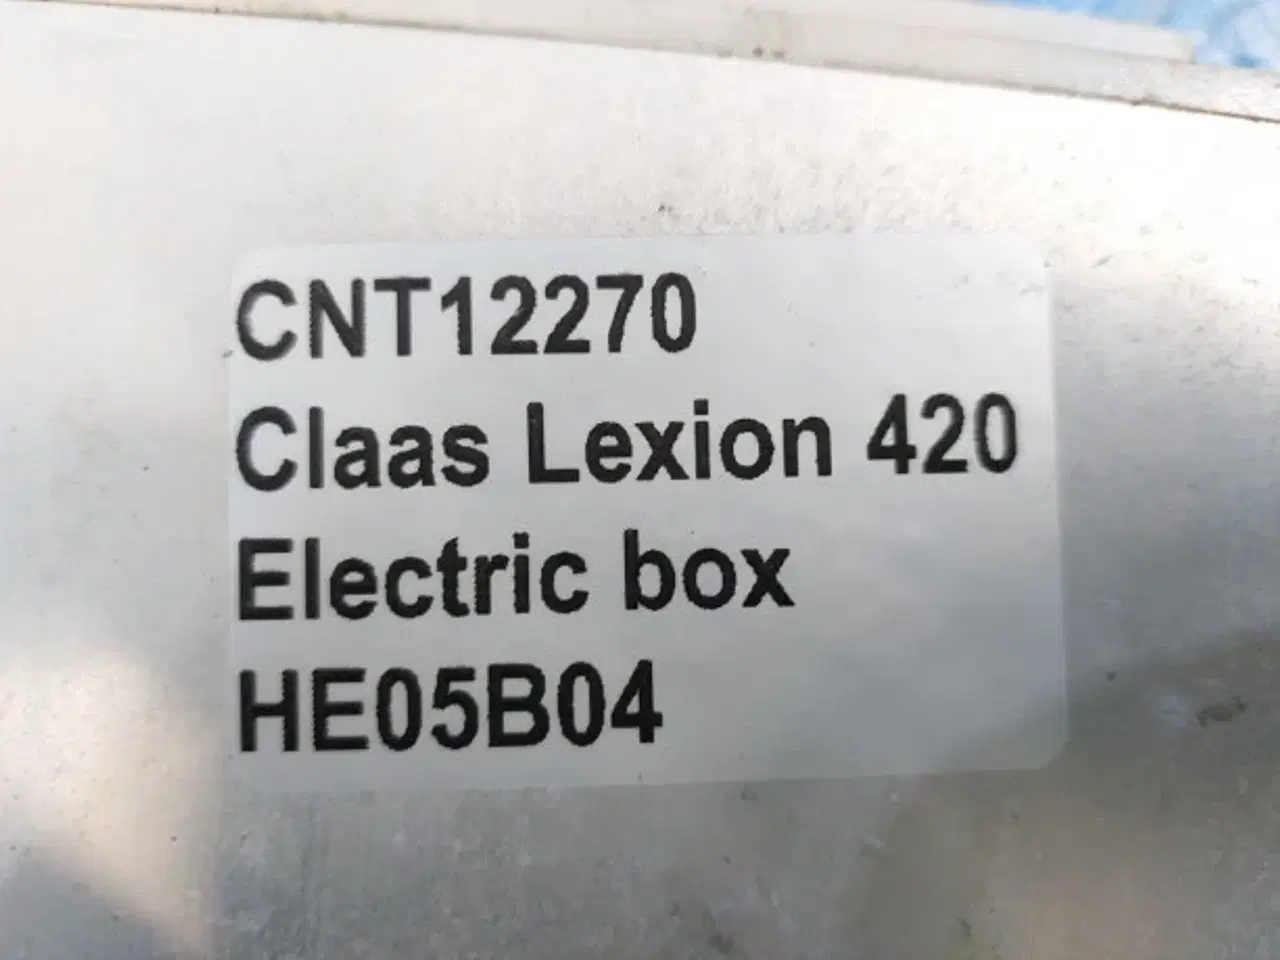 CNT12270
Claas Lexion 420
Electric box
HE05B04